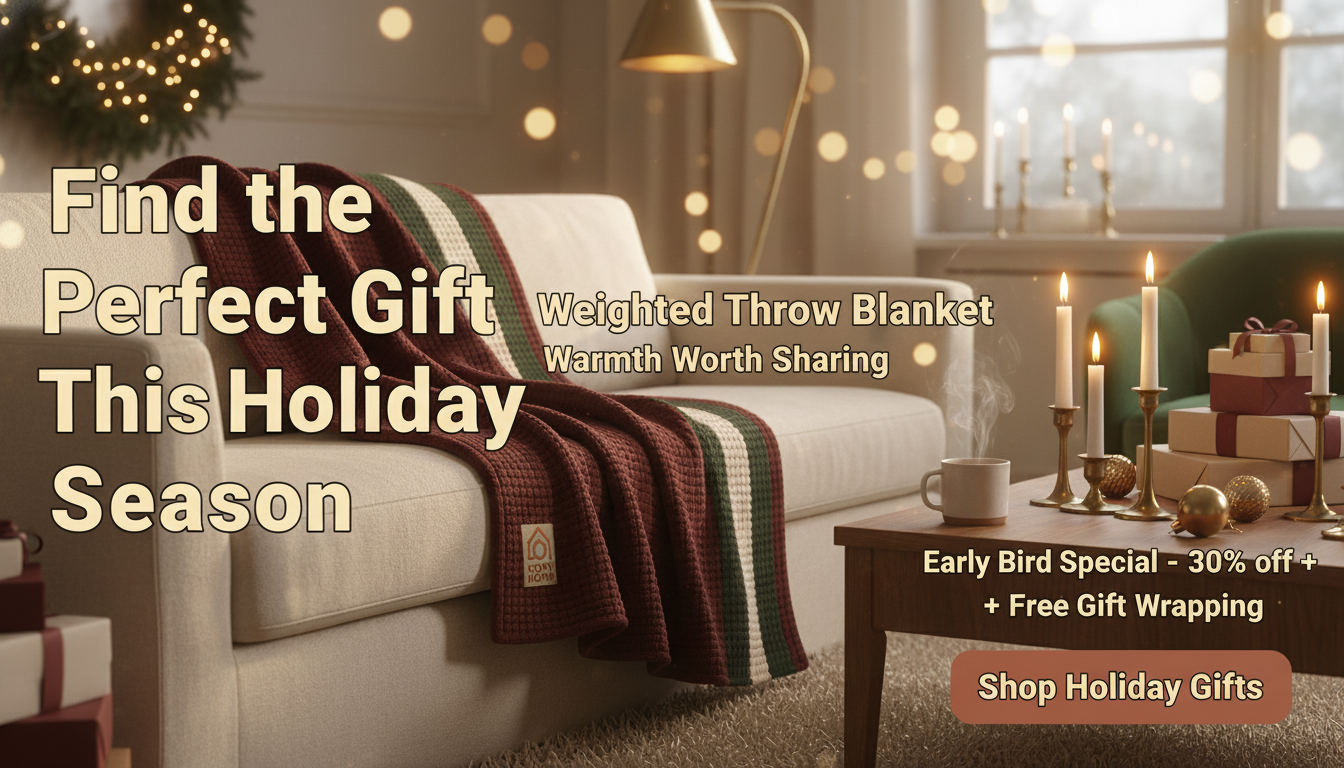 Find the
Perfect Gift
This Holiday
Season
Weighted Throw Blanket
Warmth Worth Sharing
Early Bird Special - 30% off +
+ Free Gift Wrapping
Shop Holiday Gifts